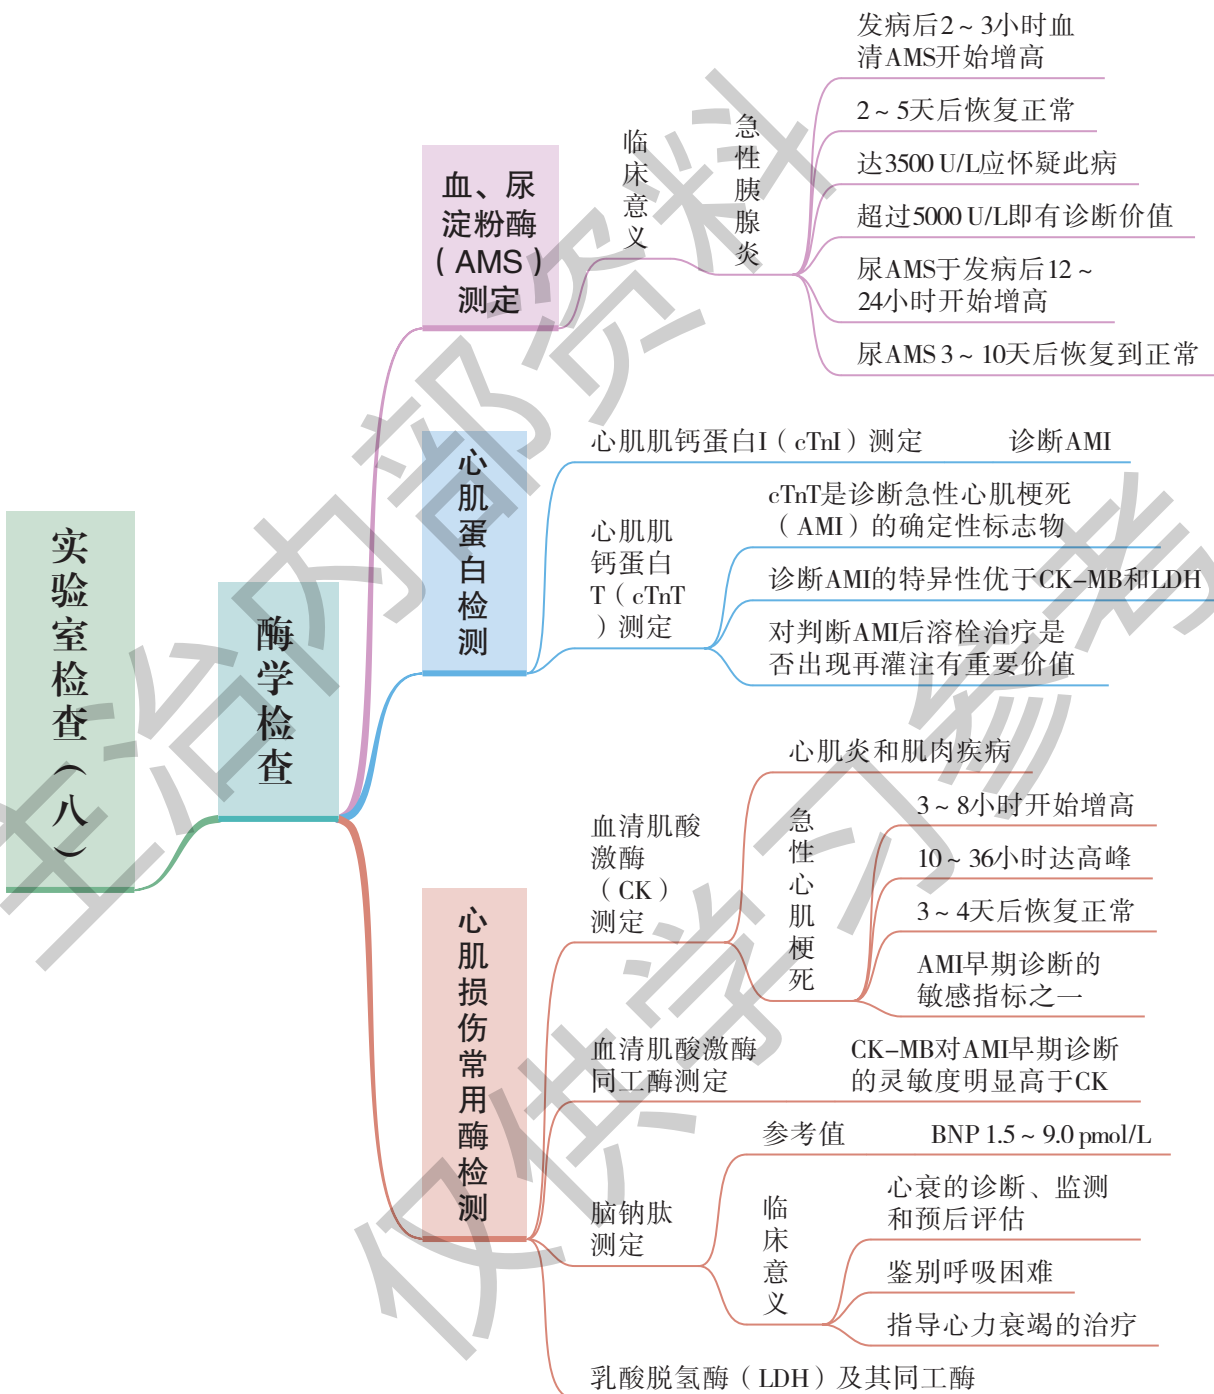 实验室检查（八）
酶学检查
血、尿
淀粉酶
（AMS）
测定
临床意义
急性胰腺炎
发病后2~3小时血
清AMS开始增高
2~5天后恢复正常
达3500 U/L应怀疑此病
超过5000 U/L即有诊断价值
尿AMS于发病后12~
24小时开始增高
尿AMS 3~10天后恢复到正常
心肌蛋白检测
心肌肌钙蛋白I（cTnI）测定
诊断AMI
心肌肌
钙蛋白
T（cTnT
）测定
cTnT是诊断急性心肌梗死
（AMI）的确定性标志物
诊断AMI的特异性优于CK-MB和LDH
对判断AMI后溶栓治疗是
否出现再灌注有重要价值
心肌损伤常用酶检测
血清肌酸
激酶
（CK）
测定
心肌炎和肌肉疾病
急性心肌梗死
3~8小时开始增高
10~36小时达高峰
3~4天后恢复正常
AMI早期诊断的
敏感指标之一
血清肌酸激酶
同工酶测定
CK-MB对AMI早期诊断
的灵敏度明显高于CK
脑钠肽
测定
参考值
BNP 1.5~9.0 pmol/L
临床意义
心衰的诊断、监测
和预后评估
鉴别呼吸困难
指导心力衰竭的治疗
乳酸脱氢酶（LDH）及其同工酶
主治内部资料
仅供学习参考